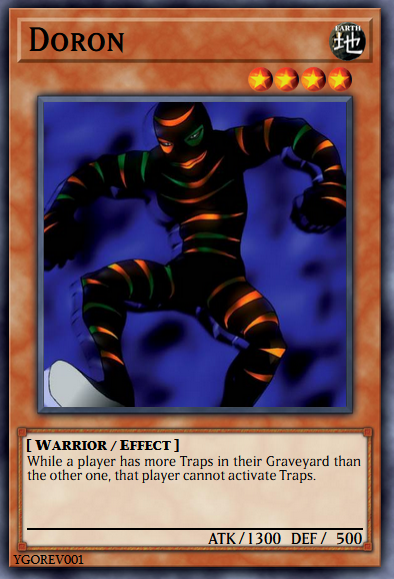 Doron
EARTH
地
[ Warrior / Effect ]
While a player has more Traps in their Graveyard than
the other one, that player cannot activate Traps.
ATK / 1300 DEF / 500
YGOREV001